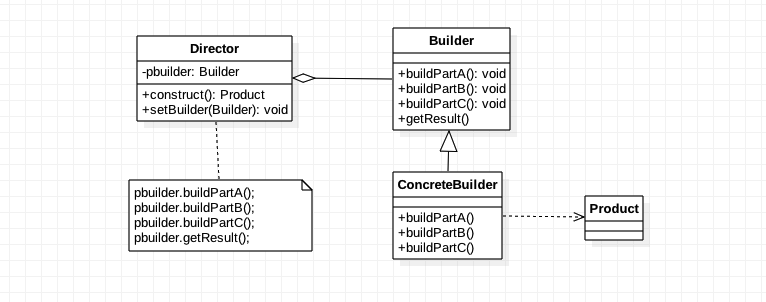 Director
-pbuilder: Builder
+construct(): Product
+setBuilder(Builder): void
Builder
+buildPartA(): void
+buildPartB(): void
+buildPartC(): void
+getResult()
pbuilder.buildPartA();
pbuilder.buildPartB();
pbuilder.buildPartC();
pbuilder.getResult();
ConcreteBuilder
+buildPartA()
+buildPartB()
+buildPartC()
Product